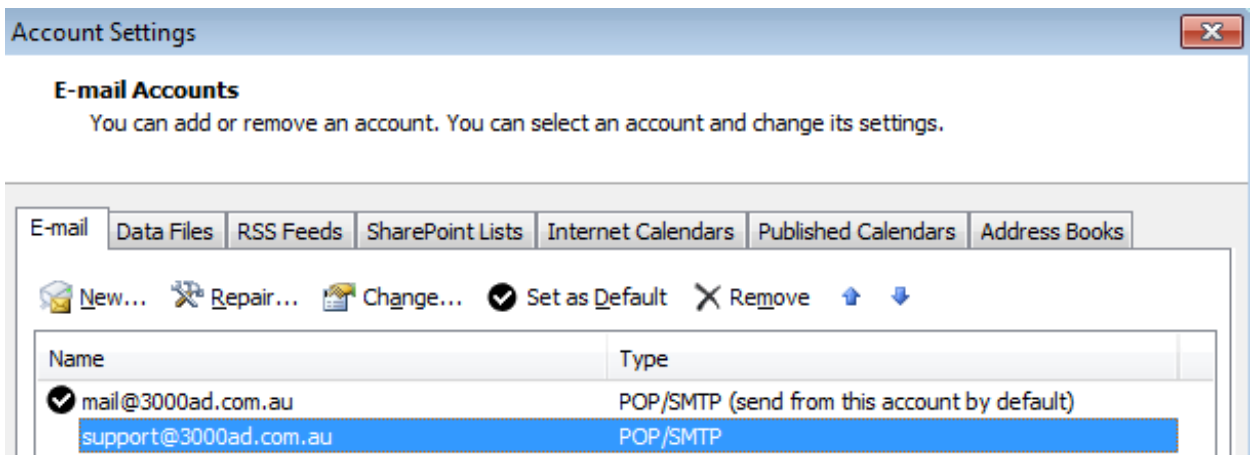 Account Settings
E-mail Accounts
You can add or remove an account. You can select an account and change its settings.
E-mail Data Files RSS Feeds SharePoint Lists Internet Calendars Published Calendars Address Books
New... Repair... Change... Set as Default Remove
Name Type
mail@3000ad.com.au POP/SMTP (send from this account by default)
support@3000ad.com.au POP/SMTP